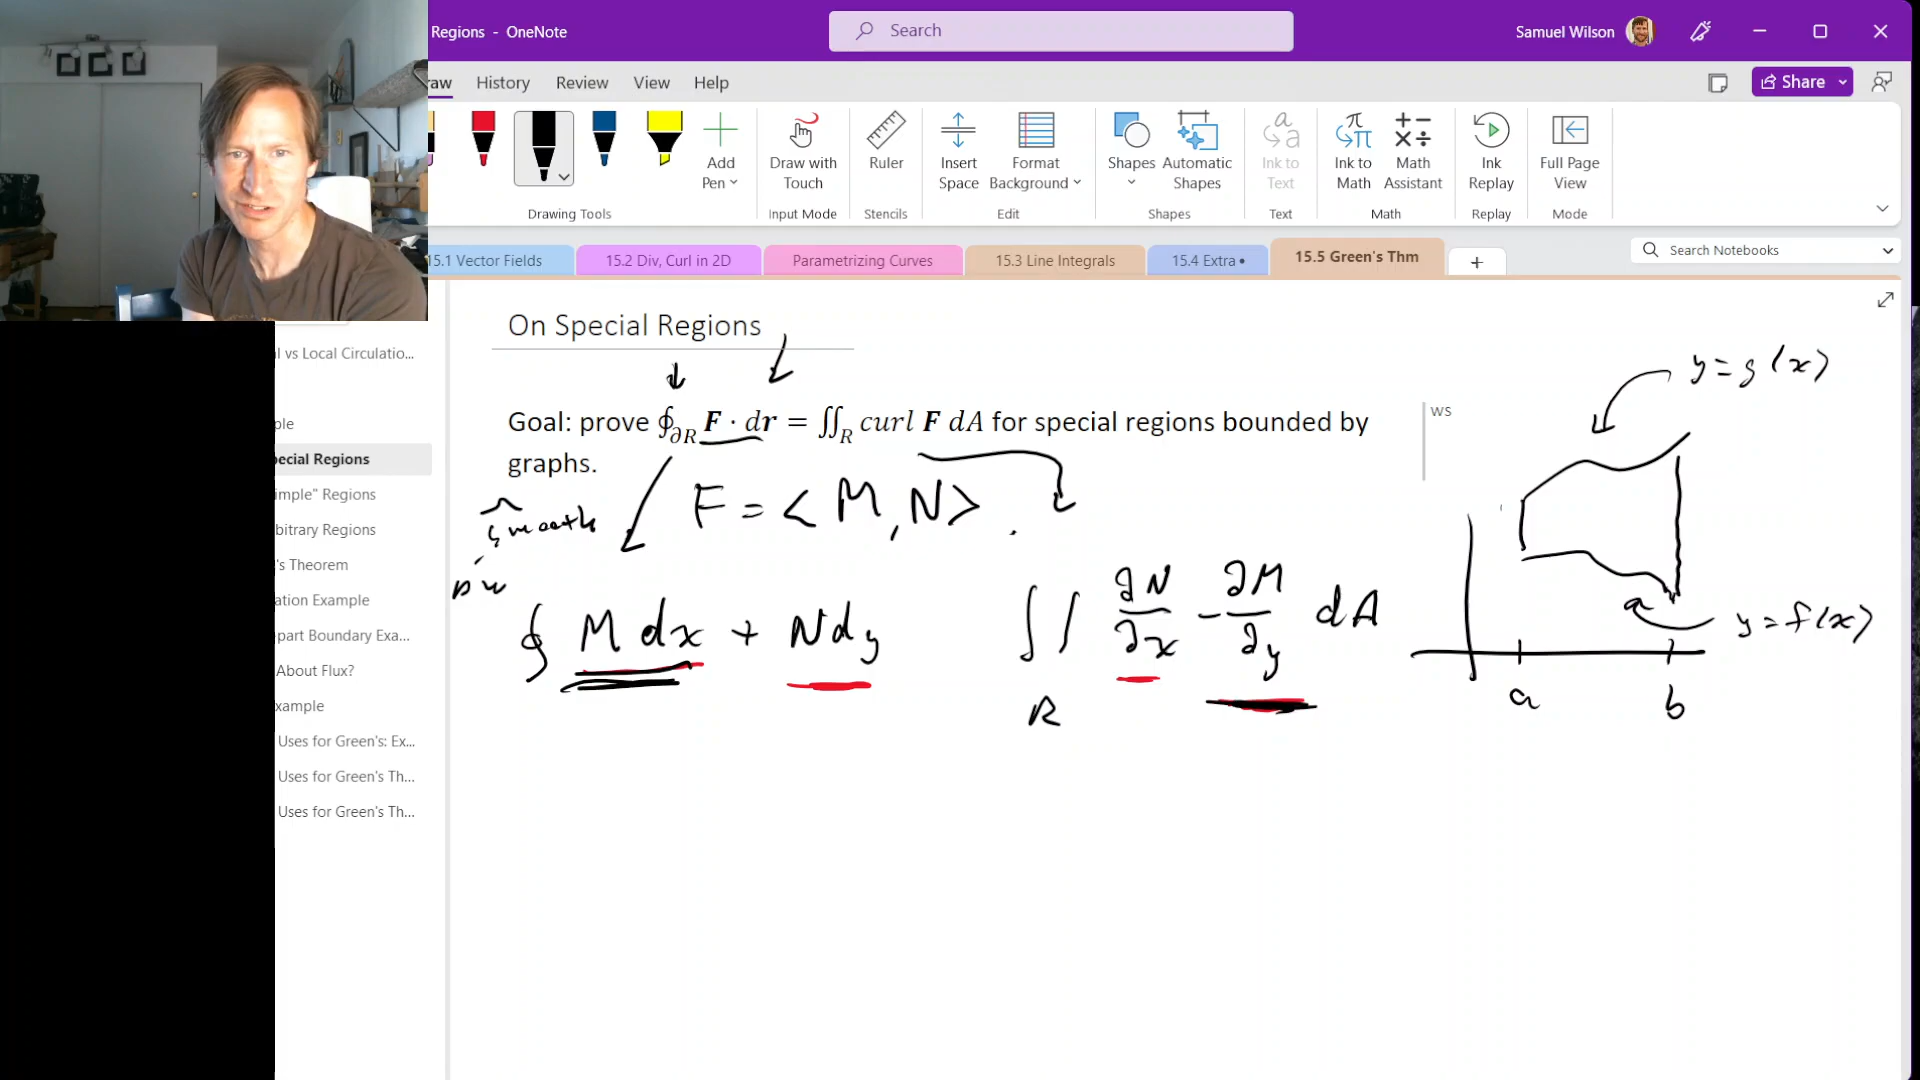 Regions - OneNote
Search
Samuel Wilson
aw History Review View Help
Share
Add Pen
Draw with Touch
Ruler
Insert Space
Format Background
Shapes
Automatic Shapes
Ink to Text
Ink to Math
Math Assistant
Ink Replay
Full Page View
Drawing Tools
Input Mode
Stencils
Edit
Shapes
Text
Math
Replay
Mode
15.1 Vector Fields
15.2 Div, Curl in 2D
Parametrizing Curves
15.3 Line Integrals
15.4 Extra •
15.5 Green's Thm
Search Notebooks
l vs Local Circulatio...
ple
pecial Regions
imple" Regions
bitrary Regions
's Theorem
ation Example
part Boundary Exa...
About Flux?
xample
Uses for Green's: Ex...
Uses for Green's Th...
Uses for Green's Th...
On Special Regions
Goal: prove ∮∂R F · dr = ∬R curl F dA for special regions bounded by
graphs.
ws
smooth
pw
F = < M, N >
∮ M dx + N dy
∫∫ ∂N/∂x - ∂M/∂y dA
R
y = g(x)
y = f(x)
a
b